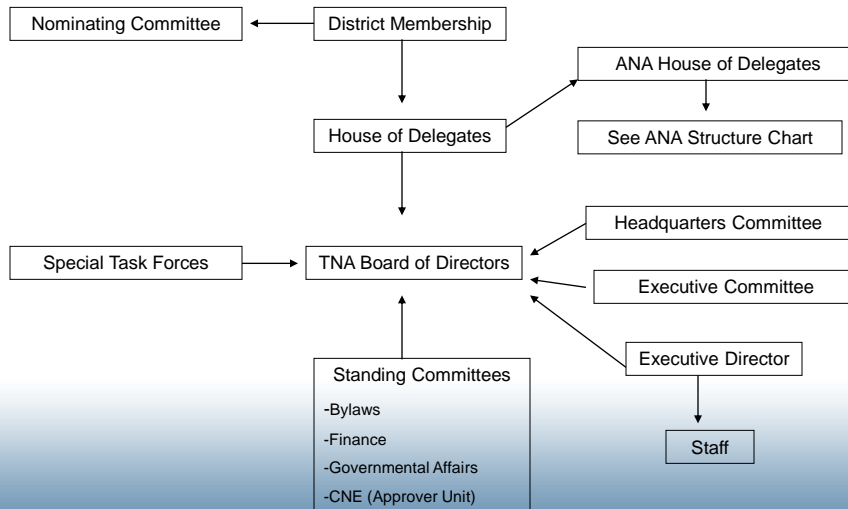 Nominating Committee
District Membership
ANA House of Delegates
House of Delegates
See ANA Structure Chart
Headquarters Committee
Special Task Forces
TNA Board of Directors
Executive Committee
Executive Director
Standing Committees
-Bylaws
-Finance
-Governmental Affairs
-CNE (Approver Unit)
Staff